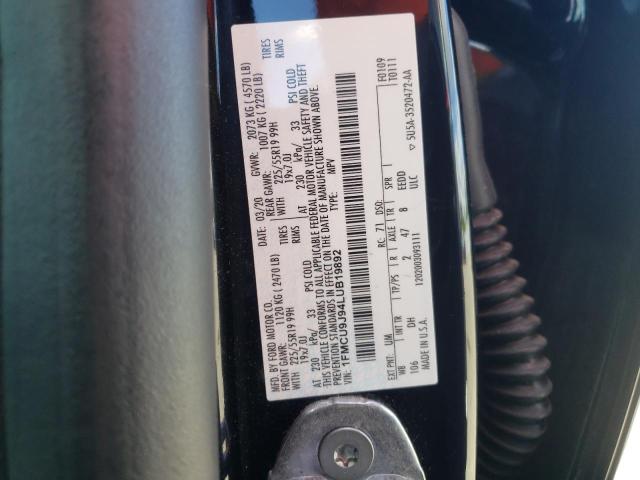 MFD. BY FORD MOTOR CO. DATE: 03/20 GVWR: 2073 KG ( 4570 LB)
FRONT GAWR: 1120 KG ( 2470 LB) REAR GAWR: 1007 KG ( 2220 LB)
WITH 225/55R19 99H TIRES WITH 225/55R19 99H TIRES
19x7.0J RIMS 19x7.0J RIMS
AT 230 kPa/ 33 PSI COLD AT 230 kPa/ 33 PSI COLD
THIS VEHICLE CONFORMS TO ALL APPLICABLE FEDERAL MOTOR VEHICLE SAFETY AND THEFT
PREVENTION STANDARDS IN EFFECT ON THE DATE OF MANUFACTURE SHOWN ABOVE.
VIN: 1FMCU9J94LUB19892 TYPE: MPV
F0109
T0111
EXT PNT: UM RC: 71 DSO:
WB INT TR TP/PS R AXLE TR SPR
106 DH 2 47 8 EEDD ULC
MADE IN U.S.A. 1202003093111 5U5A-3520472-AA